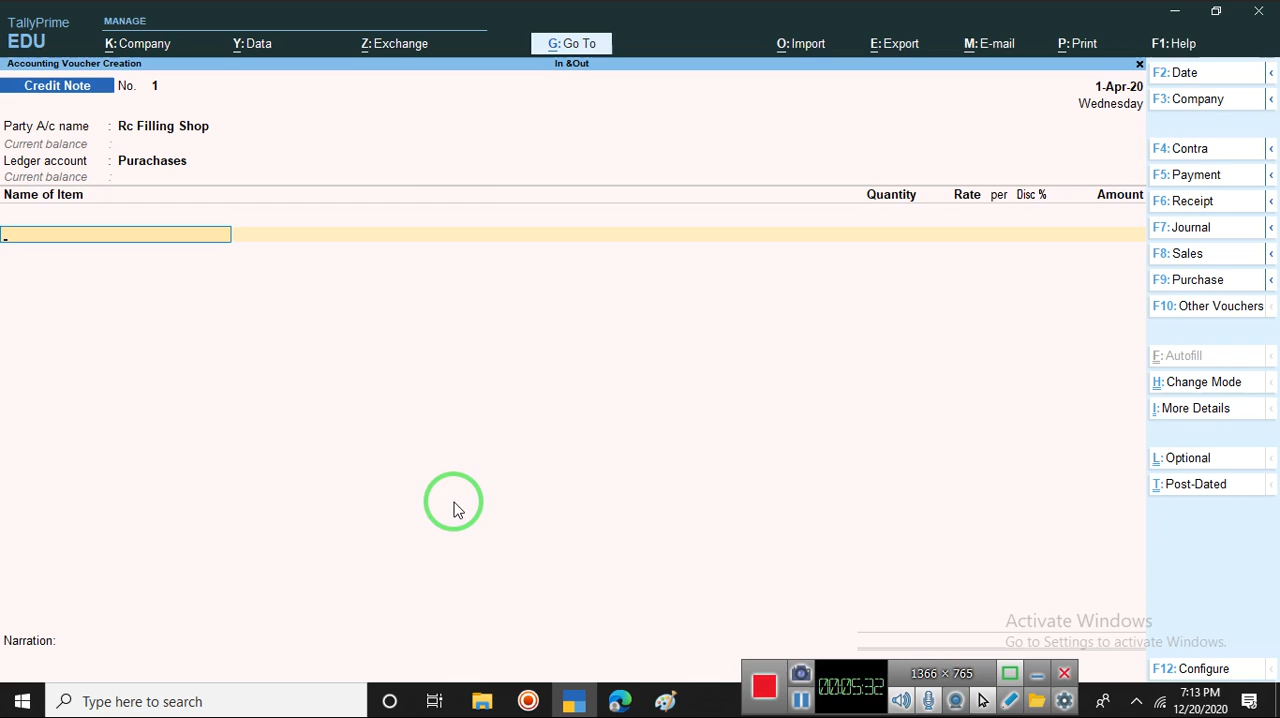 TallyPrime
EDU
MANAGE
K: Company
Y: Data
Z: Exchange
G: Go To
O: Import
E: Export
M: E-mail
P: Print
F1: Help
Accounting Voucher Creation
In &Out
×
Credit Note
No. 1
1-Apr-20
Wednesday
Party A/c name : Rc Filling Shop
Current balance :
Ledger account : Purachases
Current balance :
Name of Item
Quantity
Rate per Disc %
Amount
Narration:
F2: Date
F3: Company
F4: Contra
F5: Payment
F6: Receipt
F7: Journal
F8: Sales
F9: Purchase
F10: Other Vouchers
F: Autofill
H: Change Mode
I: More Details
L: Optional
T: Post-Dated
F12: Configure
Activate Windows
Go to Settings to activate Windows.
00:05:32
1366 × 765
Type here to search
7:13 PM
12/20/2020